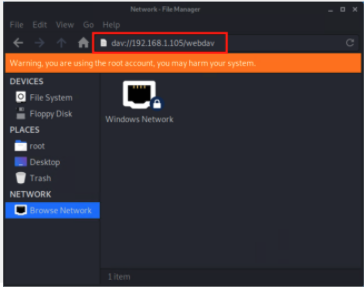 Network - File Manager
File Edit View Go Help
dav://192.168.1.105/webdav
Warning, you are using the root account, you may harm your system.
DEVICES
File System
Floppy Disk
PLACES
root
Desktop
Trash
NETWORK
Browse Network
Windows Network
1 item